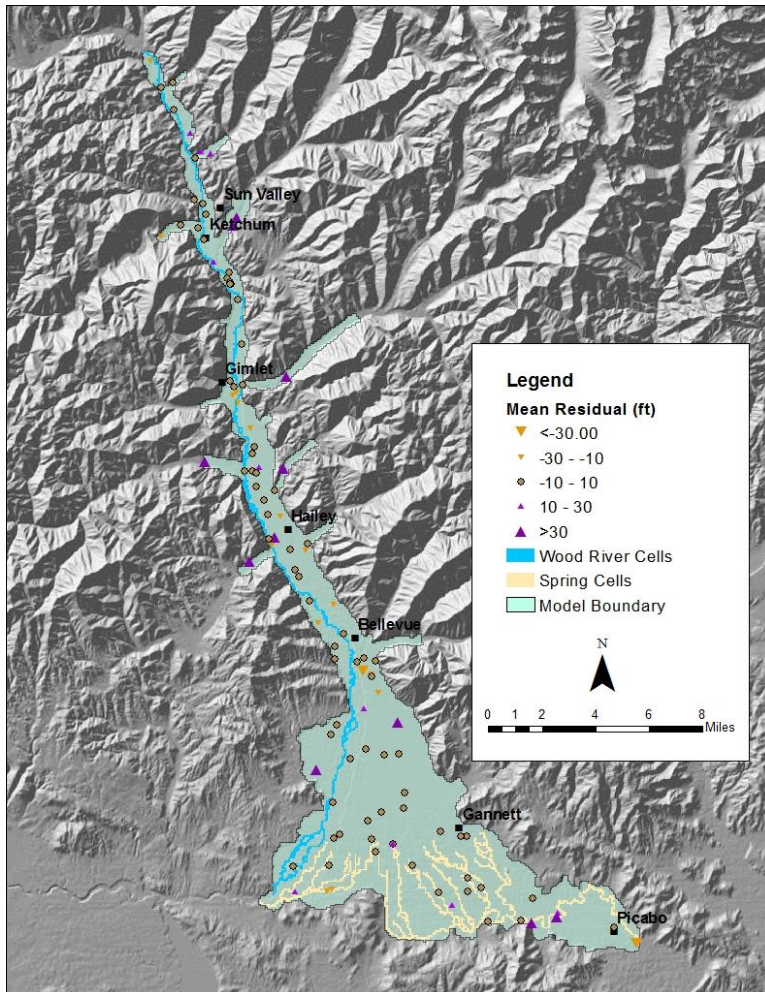 Sun Valley
Ketchum
Gimlet
Hailey
Bellevue
Gannett
Picabo
Legend
Mean Residual (ft)
<-30.00
-30 - -10
-10 - 10
10 - 30
>30
Wood River Cells
Spring Cells
Model Boundary
N
0 1 2 4 6 8
Miles